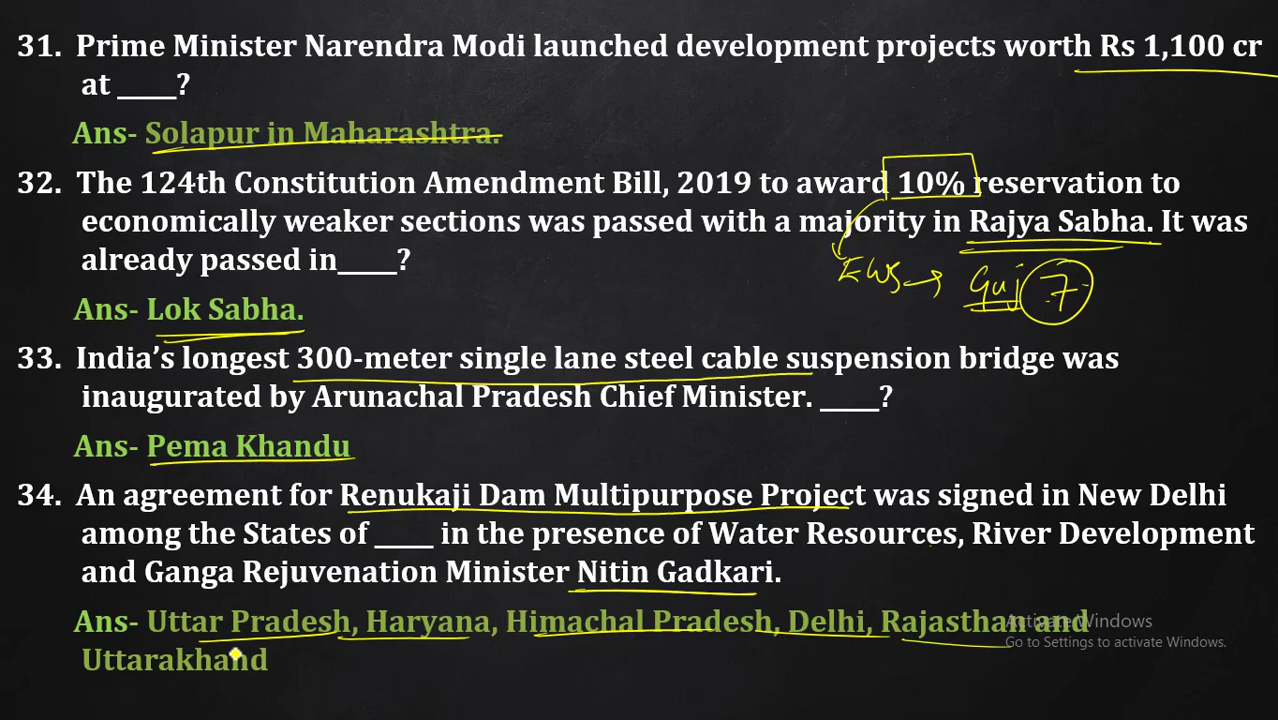 31. Prime Minister Narendra Modi launched development projects worth Rs 1,100 cr
at _____?
Ans- Solapur in Maharashtra.
32. The 124th Constitution Amendment Bill, 2019 to award 10% reservation to
economically weaker sections was passed with a majority in Rajya Sabha. It was
already passed in_____?
EWS → Guj 7
Ans- Lok Sabha.
33. India's longest 300-meter single lane steel cable suspension bridge was
inaugurated by Arunachal Pradesh Chief Minister. _____?
Ans- Pema Khandu
34. An agreement for Renukaji Dam Multipurpose Project was signed in New Delhi
among the States of _____ in the presence of Water Resources, River Development
and Ganga Rejuvenation Minister Nitin Gadkari.
Ans- Uttar Pradesh, Haryana, Himachal Pradesh, Delhi, Rajasthan and
Uttarakhand
Activate Windows
Go to Settings to activate Windows.